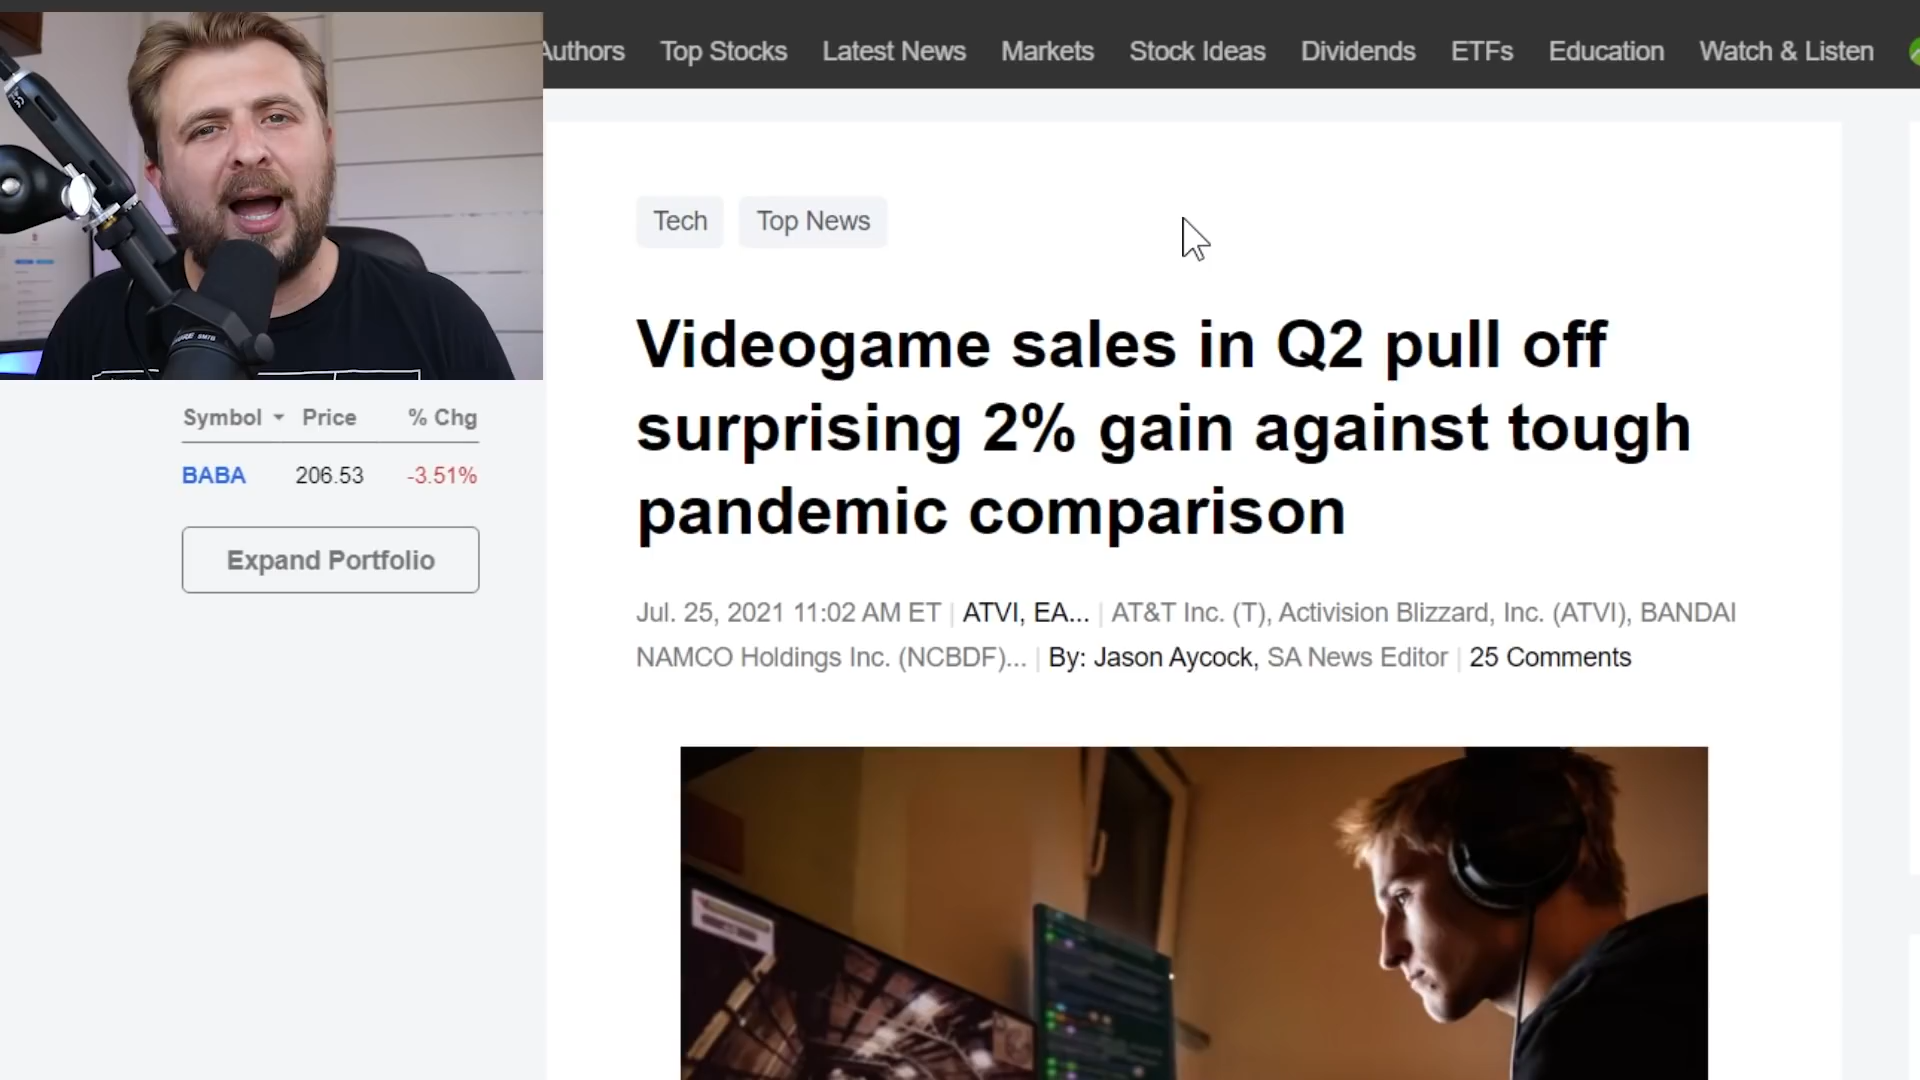 Authors Top Stocks Latest News Markets Stock Ideas Dividends ETFs Education Watch & Listen
Tech Top News
Videogame sales in Q2 pull off
surprising 2% gain against tough
pandemic comparison
Jul. 25, 2021 11:02 AM ET | ATVI, EA... | AT&T Inc. (T), Activision Blizzard, Inc. (ATVI), BANDAI
NAMCO Holdings Inc. (NCBDF)... | By: Jason Aycock, SA News Editor | 25 Comments
Symbol Price % Chg
BABA 206.53 -3.51%
Expand Portfolio
SM7B